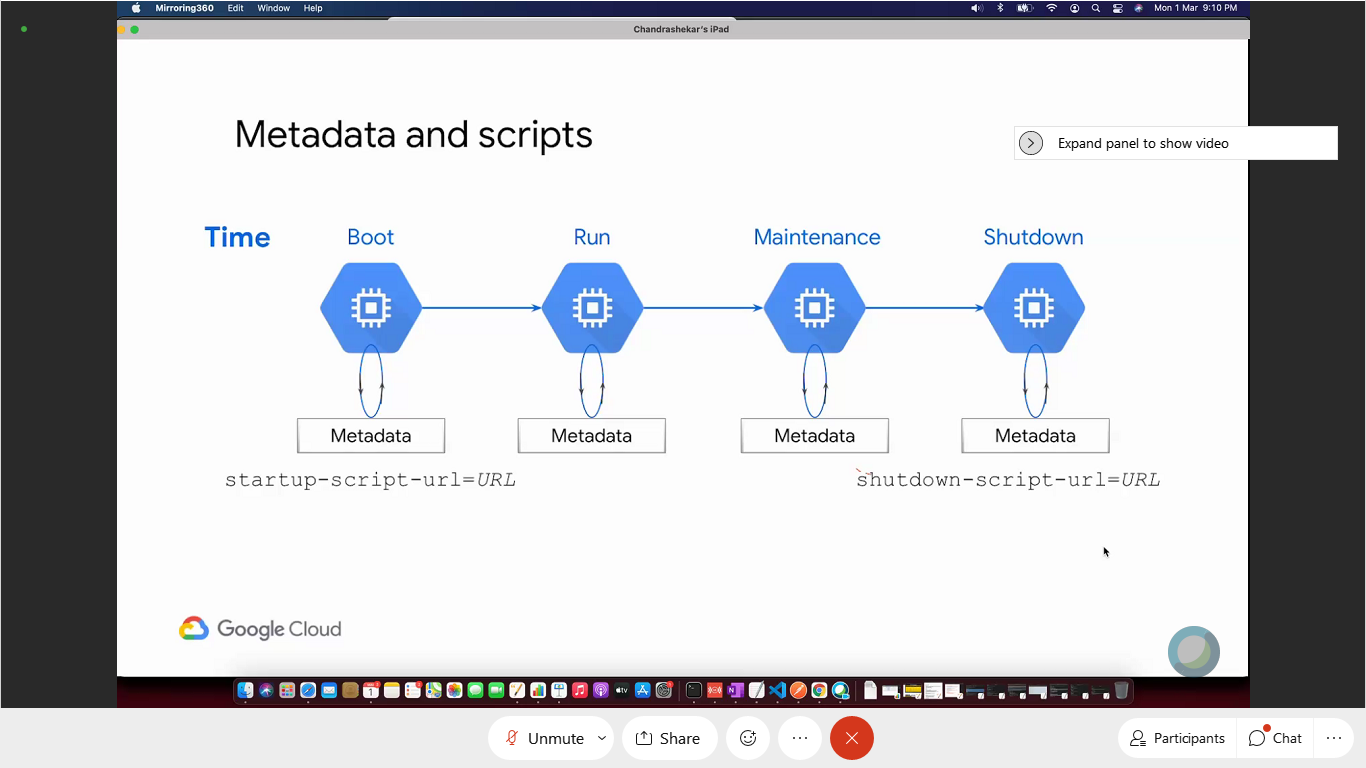 Mirroring360 Edit Window Help Mon 1 Mar 9:10 PM
Chandrashekar's iPad
Metadata and scripts
Expand panel to show video
Time Boot Run Maintenance Shutdown
Metadata Metadata Metadata Metadata
startup-script-url=URL shutdown-script-url=URL
Google Cloud
Unmute Share Participants Chat